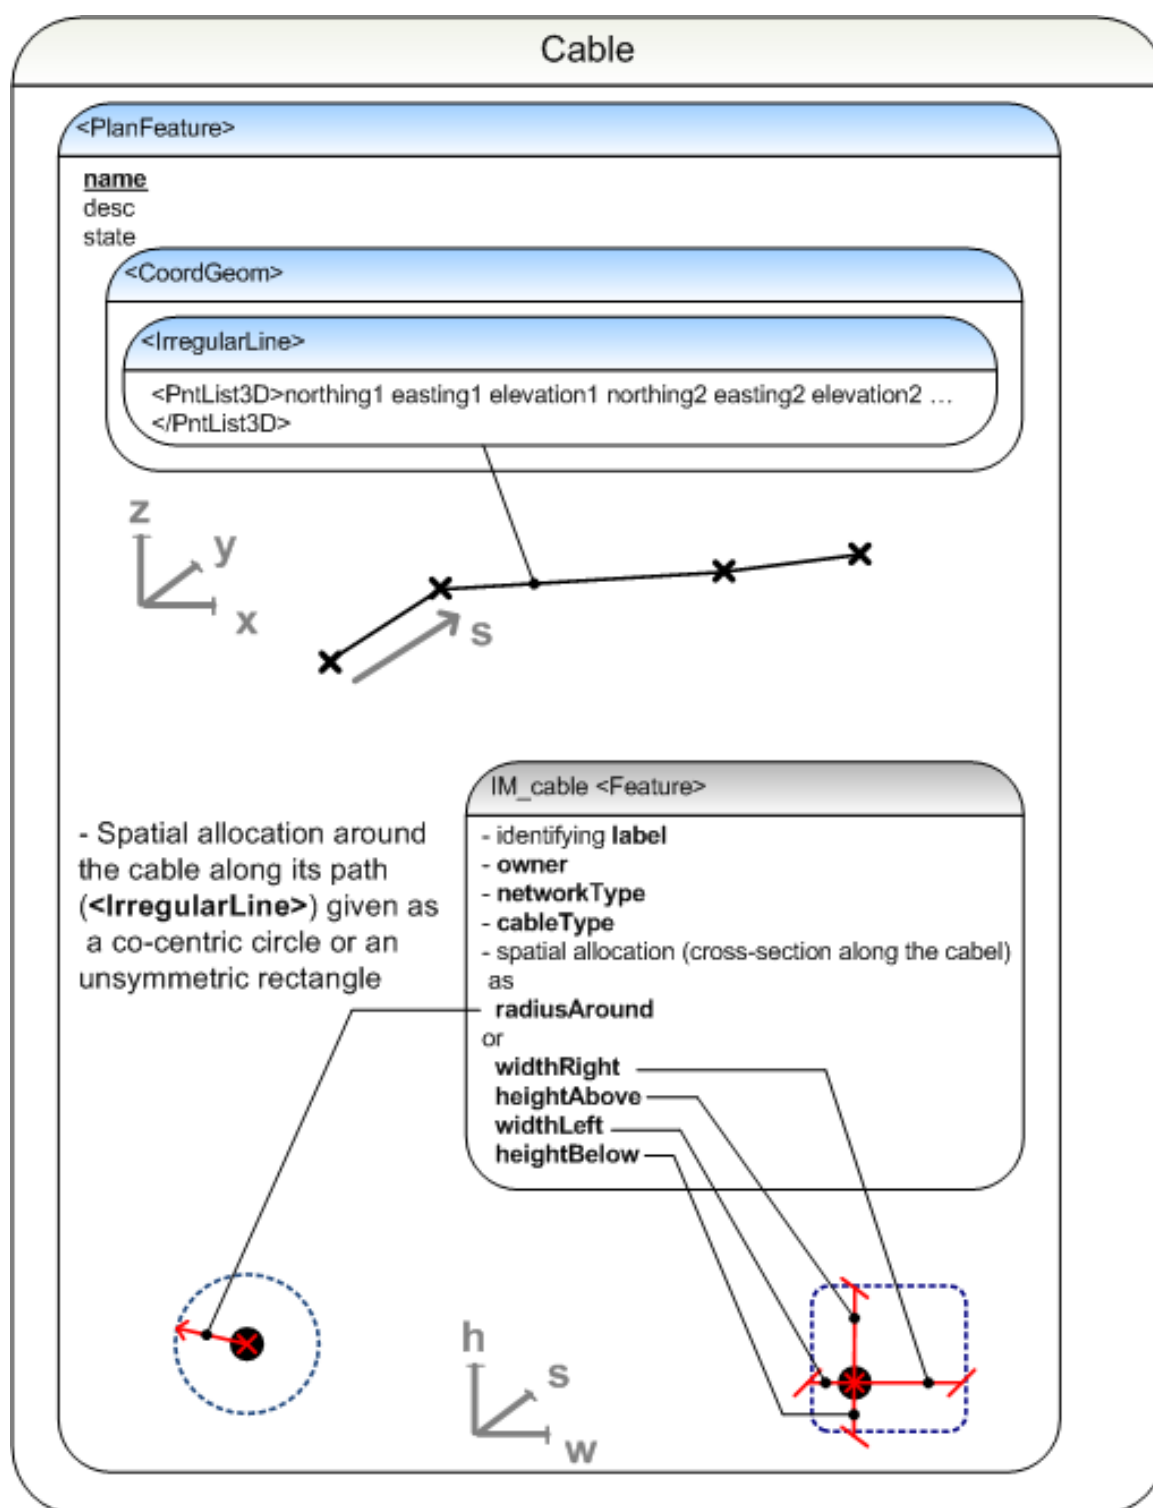 Cable
<PlanFeature>
name
desc
state
<CoordGeom>
<IrregularLine>
<PntList3D>northing1 easting1 elevation1 northing2 easting2 elevation2 …
</PntList3D>
z
y
x
s
- Spatial allocation around
the cable along its path
(<IrregularLine>) given as
a co-centric circle or an
unsymmetric rectangle
IM_cable <Feature>
- identifying label
- owner
- networkType
- cableType
- spatial allocation (cross-section along the cabel)
as
radiusAround
or
widthRight
heightAbove
widthLeft
heightBelow
h
s
w